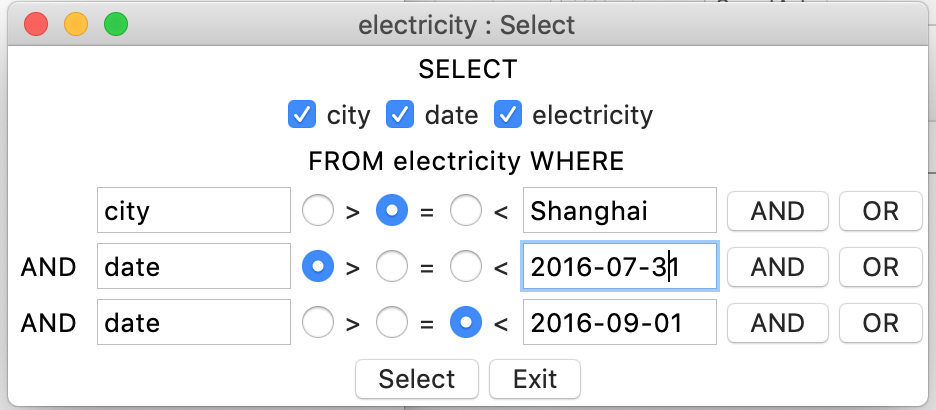 electricity : Select
SELECT
city date electricity
FROM electricity WHERE
city > = < Shanghai AND OR
AND date > = < 2016-07-31 AND OR
AND date > = < 2016-09-01 AND OR
Select Exit